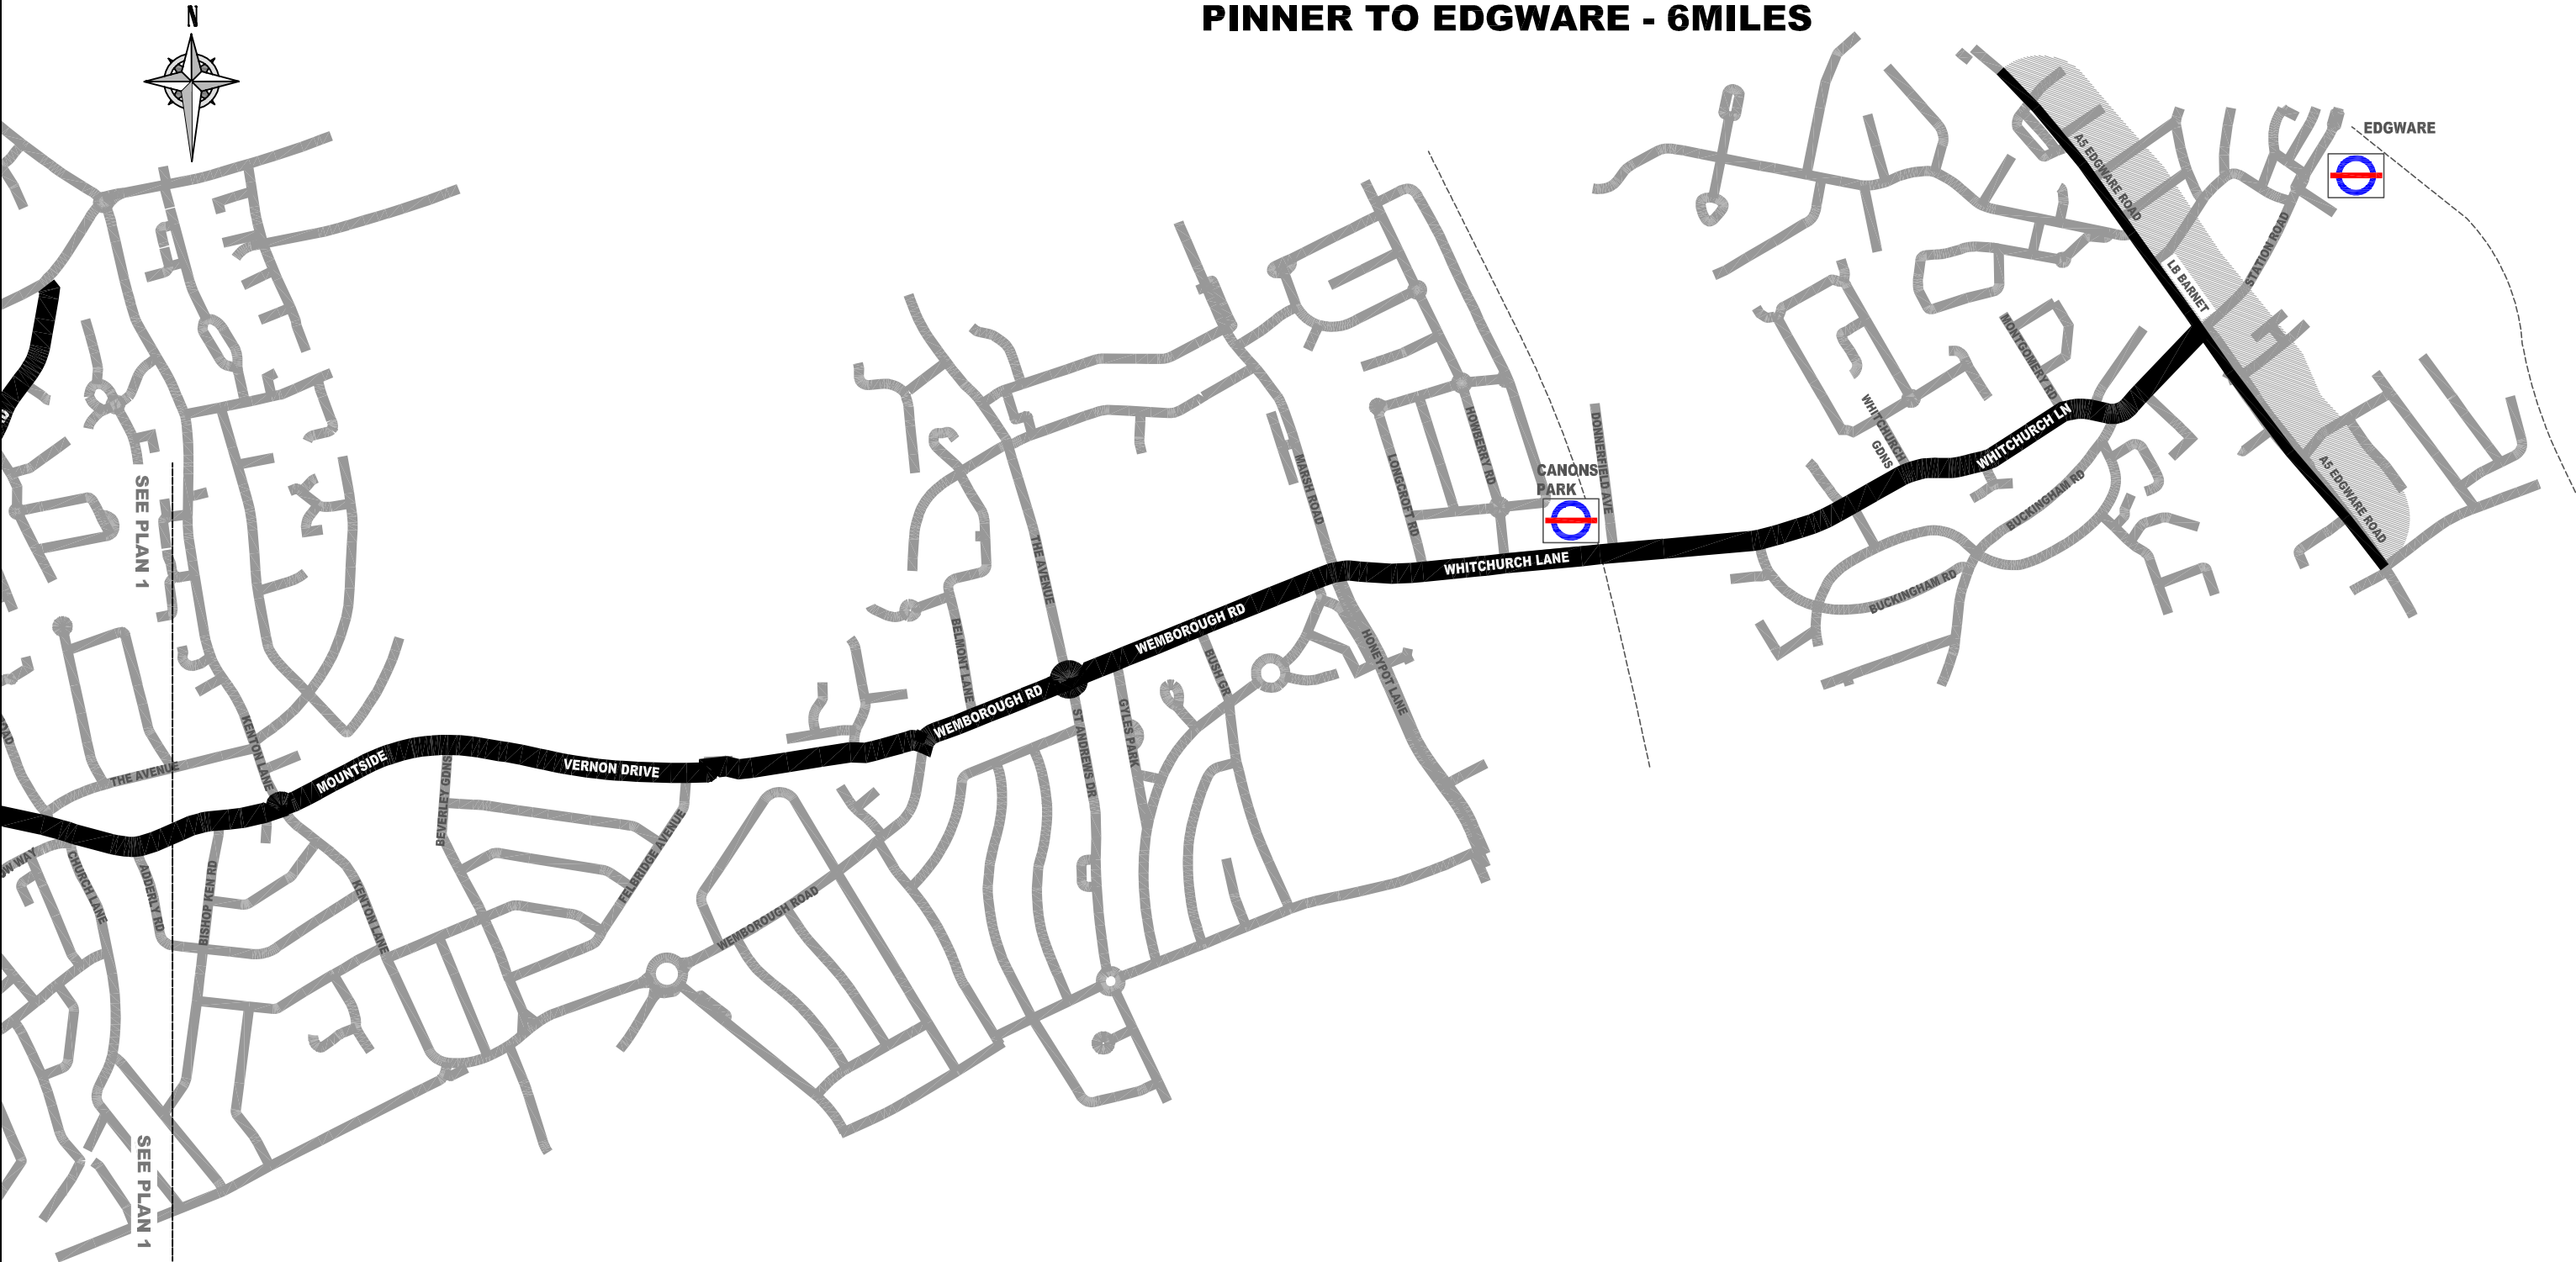 PINNER TO EDGWARE - 6MILES
N
EDGWARE
A5 EDGWARE ROAD
LB BARNET
STATION ROAD
MONTGOMERY RD
WHITCHURCH
GDNS
WHITCHURCH LN
BUCKINGHAM RD
BUCKINGHAM RD
A5 EDGWARE ROAD
DONNERFIELD AVE
CANONS
PARK
HOWBERRY RD
LONGCROFT RD
MARSH ROAD
WHITCHURCH LANE
THE AVENUE
BELMONT LANE
WEMBOROUGH RD
WEMBOROUGH RD
BUSH GR
HONEYPOT LANE
GYLES PARK
ST ANDREWS DR
SEE PLAN 1
KENTON LANE
THE AVENUE
MOUNTSIDE
VERNON DRIVE
BEVERLEY GDNS
FELBRIDGE AVENUE
WEMBOROUGH ROAD
KENTON LANE
BISHOP KEN RD
ADDERLY RD
CHURCH LANE
OW WAY
SEE PLAN 1